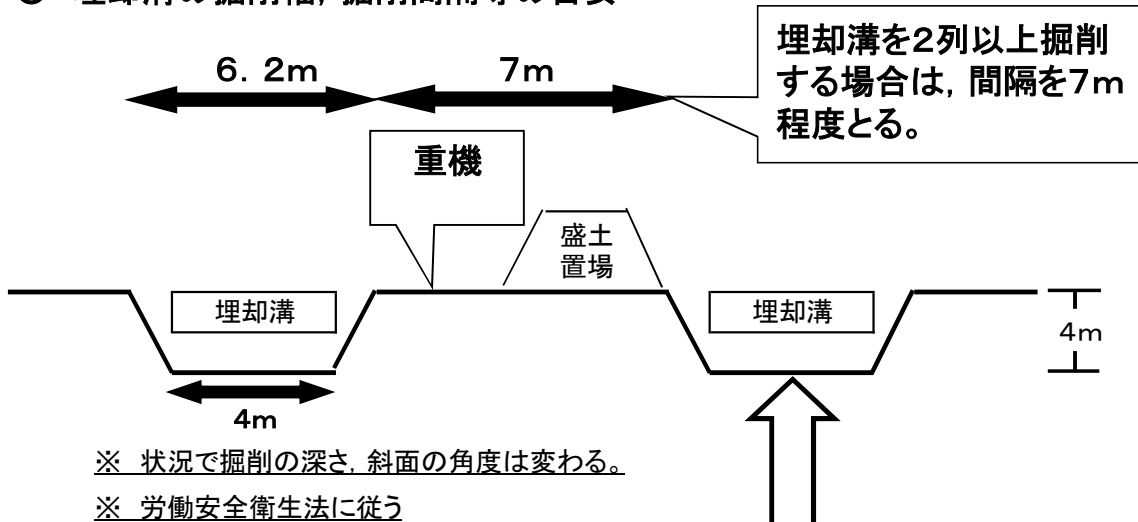 埋却溝を2列以上掘削
する場合は，間隔を7m
程度とる。
6．2m
7m
重機
盛土
置場
埋却溝
埋却溝
4m
4m
※ 状況で掘削の深さ，斜面の角度は変わる。
※ 労働安全衛生法に従う